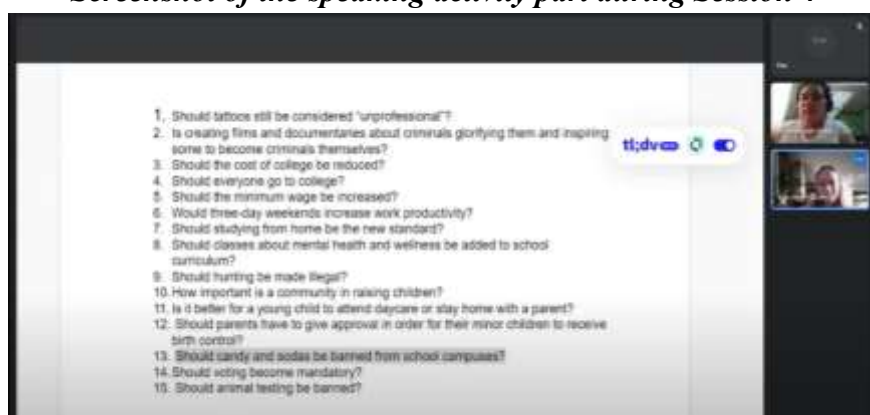 Screenshot of the speaking activity part during Session 4
1. Should tattoos still be considered "unprofessional"?
2. Is creating films and documentaries about criminals glorifying them and inspiring
some to become criminals themselves?
3. Should the cost of college be reduced?
4. Should everyone go to college?
5. Should the minimum wage be increased?
6. Would three-day weekends increase work productivity?
7. Should studying from home be the new standard?
8. Should classes about mental health and wellness be added to school
curriculum?
9. Should hunting be made illegal?
10. How important is a community in raising children?
11. Is it better for a young child to attend daycare or stay home with a parent?
12. Should parents have to give approval in order for their minor children to receive
birth control?
13. Should candy and sodas be banned from school campuses?
14. Should voting become mandatory?
15. Should animal testing be banned?
tl;dv